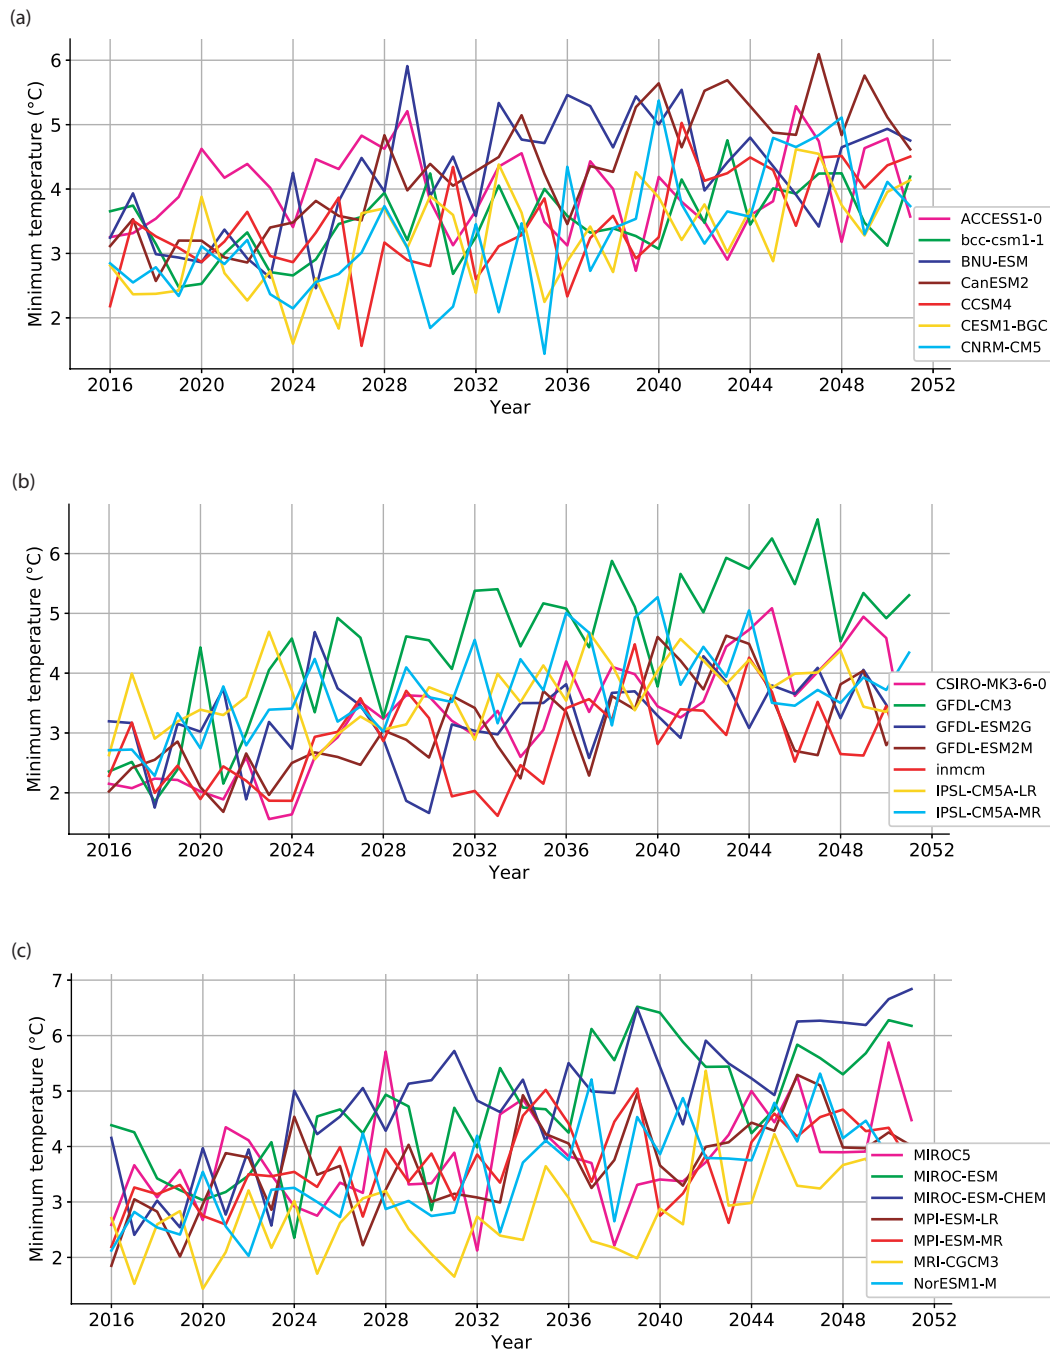 (a)
6
5
4
3
2
Minimum temperature (°C)
2016 2020 2024 2028 2032 2036 2040 2044 2048 2052
Year
ACCESS1-0
bcc-csm1-1
BNU-ESM
CanESM2
CCSM4
CESM1-BGC
CNRM-CM5
(b)
6
5
4
3
2
Minimum temperature (°C)
2016 2020 2024 2028 2032 2036 2040 2044 2048 2052
Year
CSIRO-MK3-6-0
GFDL-CM3
GFDL-ESM2G
GFDL-ESM2M
inmcm
IPSL-CM5A-LR
IPSL-CM5A-MR
(c)
7
6
5
4
3
2
Minimum temperature (°C)
2016 2020 2024 2028 2032 2036 2040 2044 2048 2052
Year
MIROC5
MIROC-ESM
MIROC-ESM-CHEM
MPI-ESM-LR
MPI-ESM-MR
MRI-CGCM3
NorESM1-M